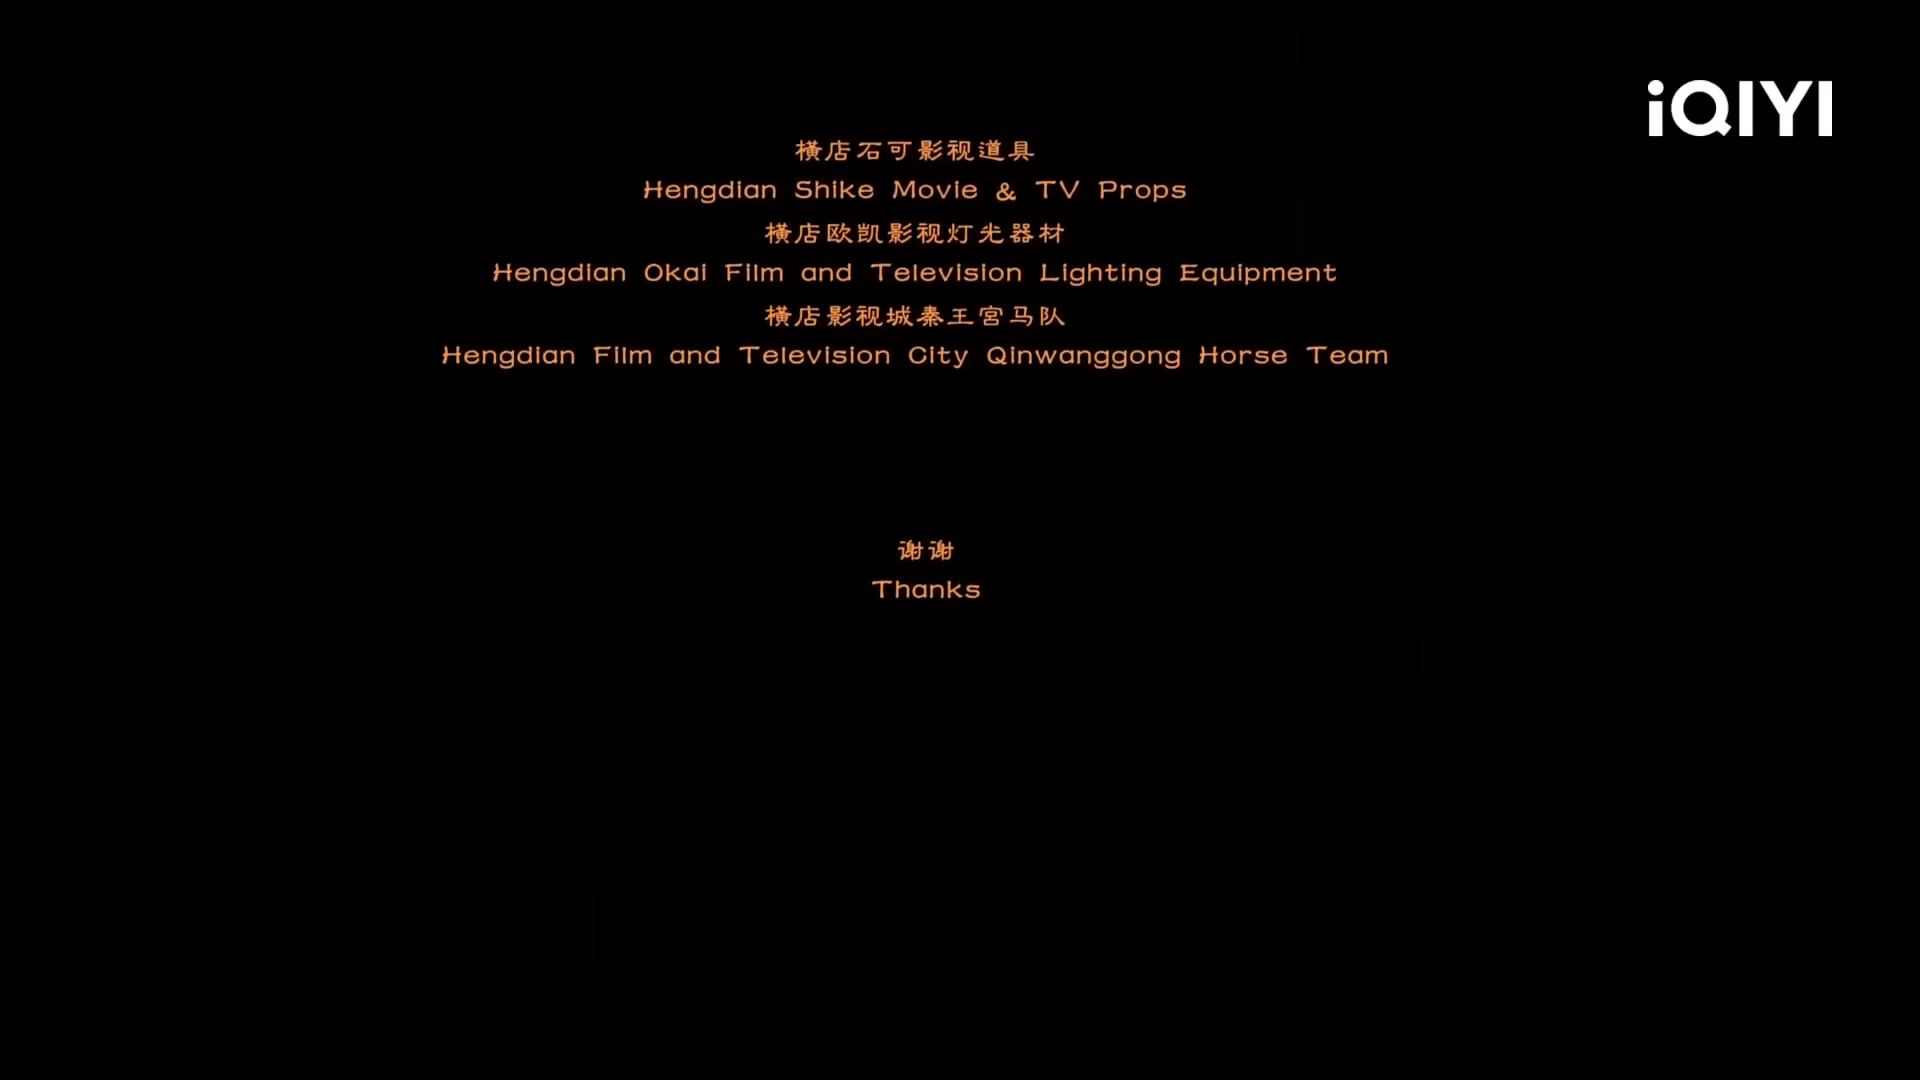 iQIYI
横店石可影视道具
Hengdian Shike Movie & TV Props
横店欧凯影视灯光器材
Hengdian Okai Film and Television Lighting Equipment
横店影视城秦王宫马队
Hengdian Film and Television City Qinwanggong Horse Team
谢谢
Thanks